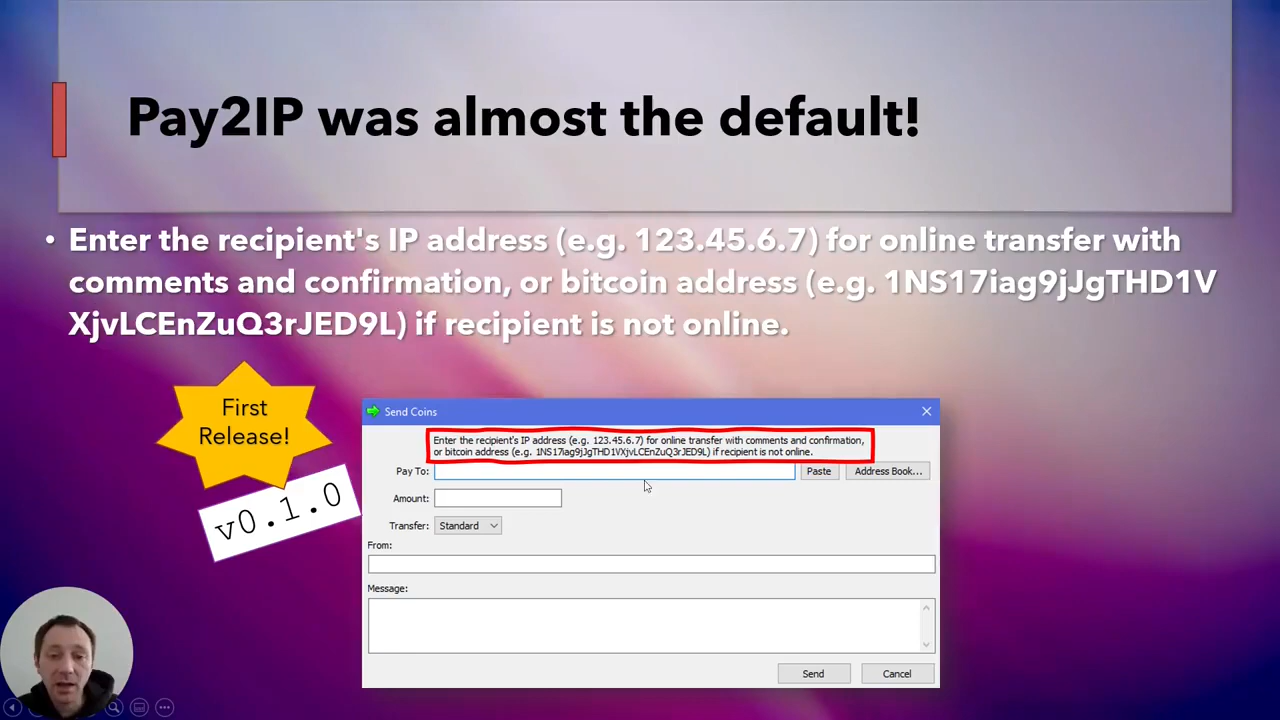 Pay2IP was almost the default!
• Enter the recipient's IP address (e.g. 123.45.6.7) for online transfer with
comments and confirmation, or bitcoin address (e.g. 1NS17iag9jJgTHD1V
XjvLCEnZuQ3rJED9L) if recipient is not online.
First
Release!
v0.1.0
Send Coins
Enter the recipient's IP address (e.g. 123.45.6.7) for online transfer with comments and confirmation,
or bitcoin address (e.g. 1NS17iag9jJgTHD1VXjvLCEnZuQ3rJED9L) if recipient is not online.
Pay To:
Paste
Address Book...
Amount:
Transfer:
Standard
From:
Message:
Send
Cancel